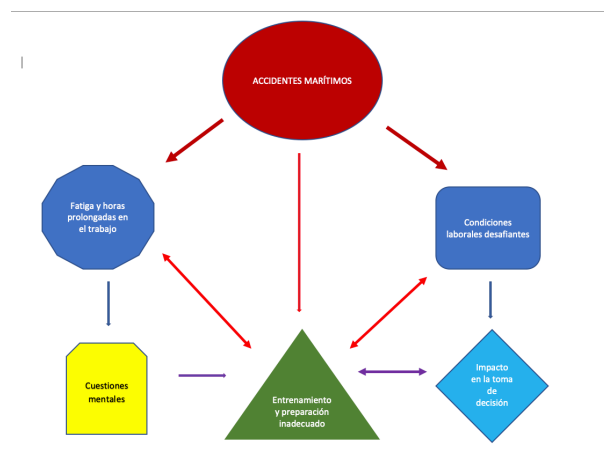 ACCIDENTES MARÍTIMOS
Fatiga y horas
prolongadas en
el trabajo
Condiciones
laborales desafiantes
Cuestiones
mentales
Entrenamiento
y preparación
inadecuado
Impacto
en la toma
de
decisión